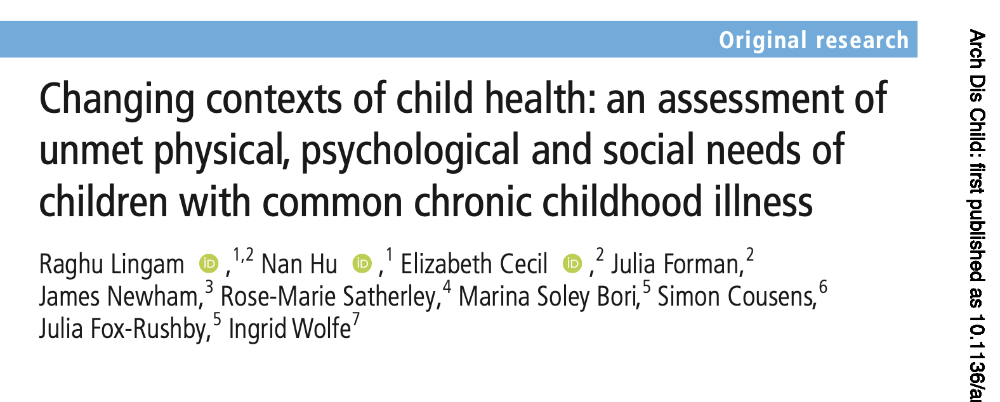 Original research
Changing contexts of child health: an assessment of
unmet physical, psychological and social needs of
children with common chronic childhood illness
Raghu Lingam iD ,1,2 Nan Hu iD ,1 Elizabeth Cecil iD ,2 Julia Forman,2
James Newham,3 Rose-Marie Satherley,4 Marina Soley Bori,5 Simon Cousens,6
Julia Fox-Rushby,5 Ingrid Wolfe7
Arch Dis Child: first published as 10.1136/